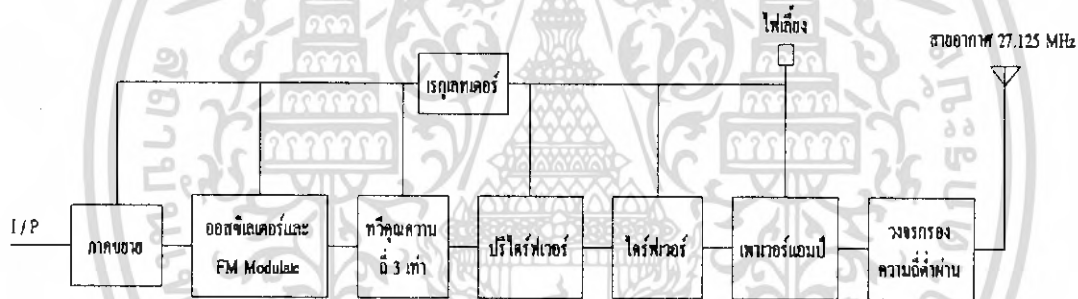 ไฟเลี้ยง
สายอากาศ 27.125 MHz
เรกูเลทเตอร์
I/P
ภาคขยาย
ออสซิเลเตอร์และ
FM Modulate
ทวีคูณความ
ถี่ 3 เท่า
ปรีไดร์ฟเวอร์
ไดร์ฟเวอร์
เพาเวอร์แอมป์
วงจรกรอง
ความถี่ต่ำผ่าน